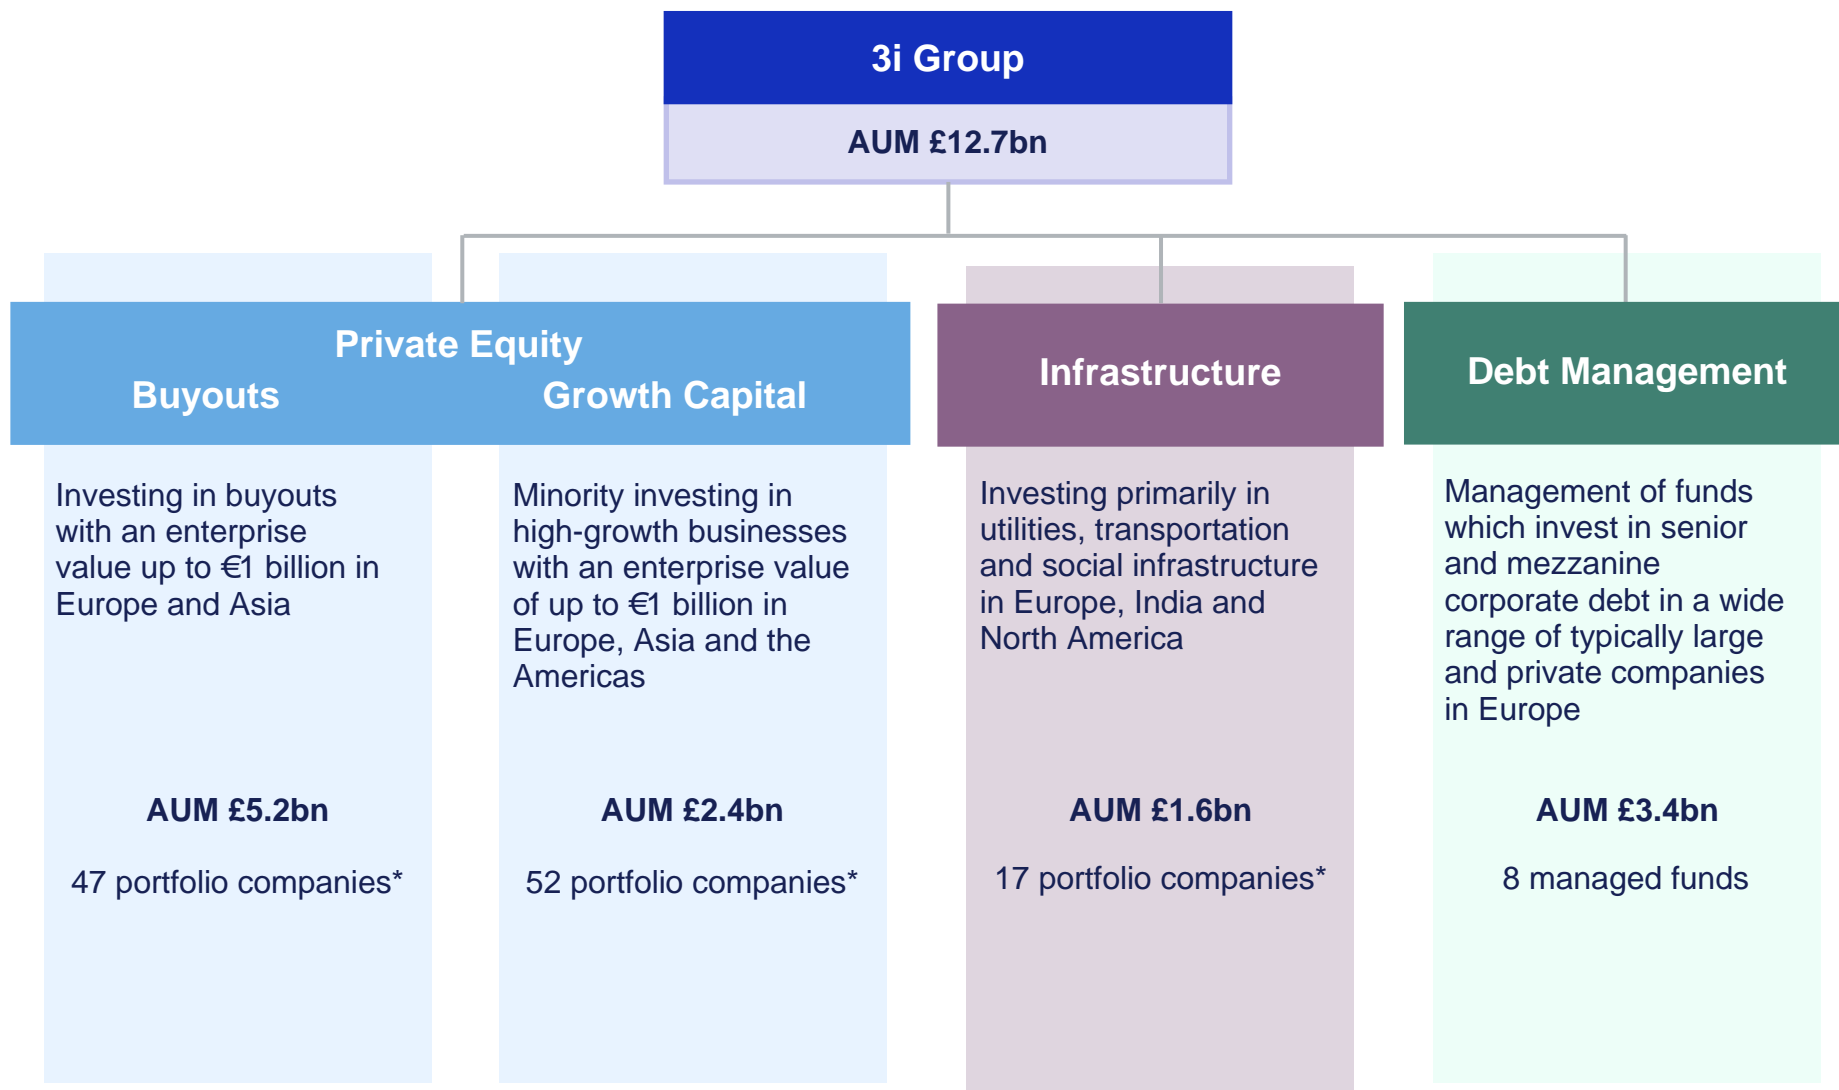 3i Group
AUM £12.7bn
Private Equity
Buyouts
Growth Capital
Infrastructure
Debt Management
Investing in buyouts
with an enterprise
value up to €1 billion in
Europe and Asia
AUM £5.2bn
47 portfolio companies*
Minority investing in
high-growth businesses
with an enterprise value
of up to €1 billion in
Europe, Asia and the
Americas
AUM £2.4bn
52 portfolio companies*
Investing primarily in
utilities, transportation
and social infrastructure
in Europe, India and
North America
AUM £1.6bn
17 portfolio companies*
Management of funds
which invest in senior
and mezzanine
corporate debt in a wide
range of typically large
and private companies
in Europe
AUM £3.4bn
8 managed funds